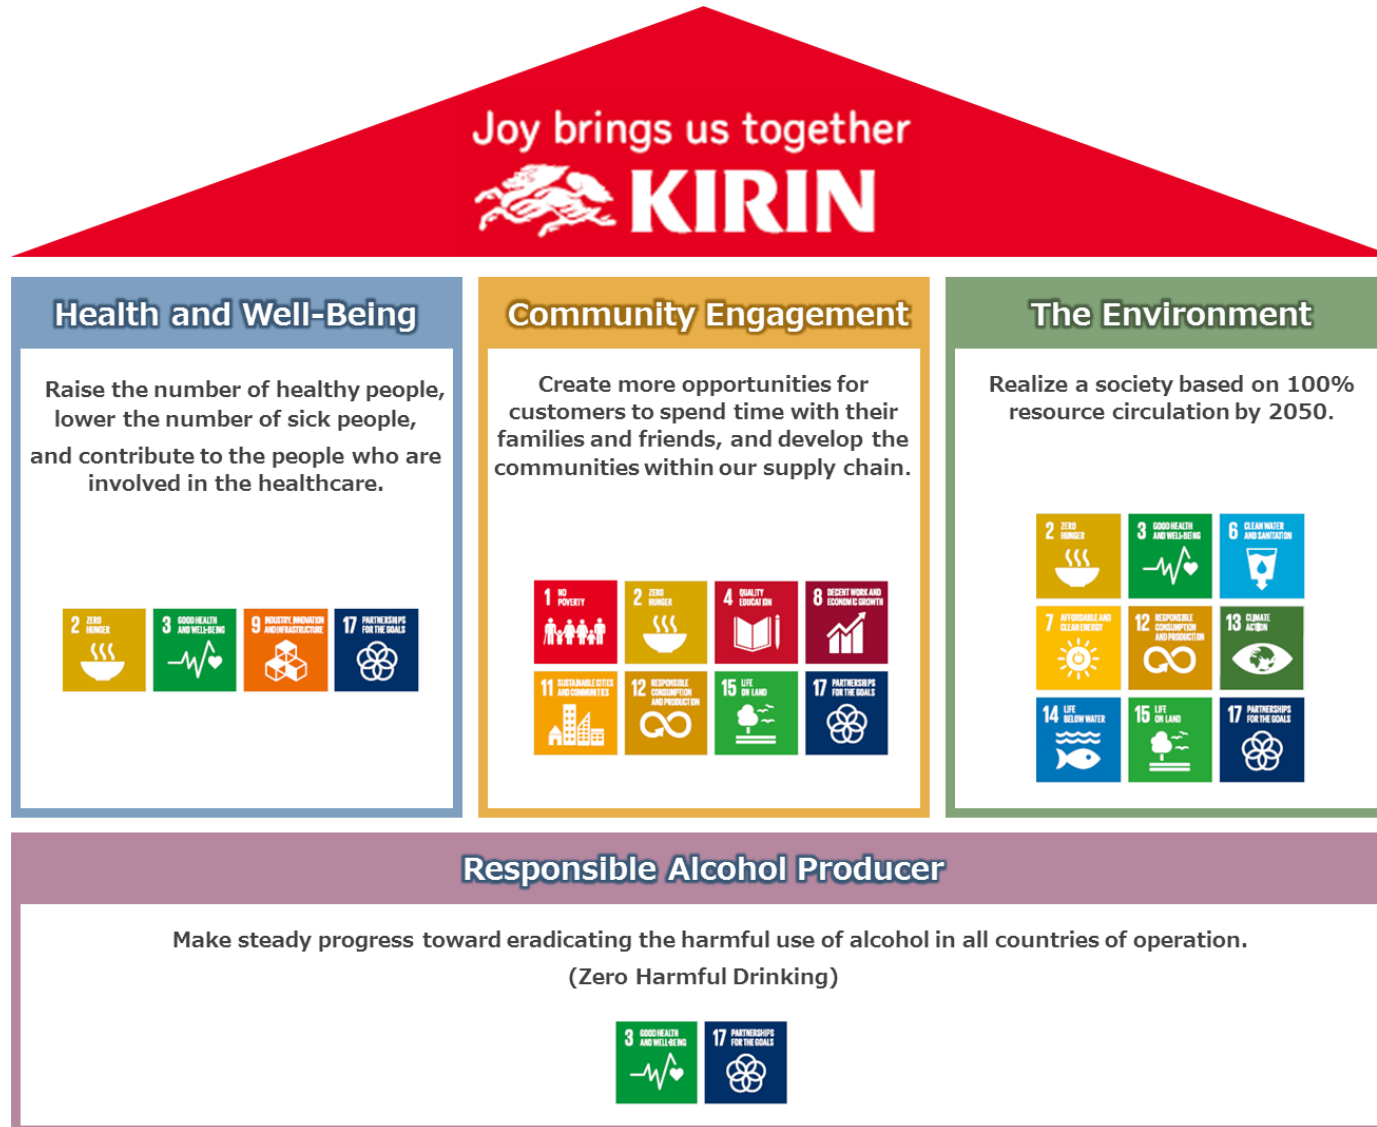 Joy brings us together
KIRIN
Health and Well-Being
Raise the number of healthy people,
lower the number of sick people,
and contribute to the people who are
involved in the healthcare.
2 ZERO
HUNGER
3 GOOD HEALTH
AND WELL-BEING
9 INDUSTRY, INNOVATION
AND INFRASTRUCTURE
17 PARTNERSHIPS
FOR THE GOALS
Community Engagement
Create more opportunities for
customers to spend time with their
families and friends, and develop the
communities within our supply chain.
1 NO
POVERTY
2 ZERO
HUNGER
4 QUALITY
EDUCATION
8 DECENT WORK AND
ECONOMIC GROWTH
11 SUSTAINABLE CITIES
AND COMMUNITIES
12 RESPONSIBLE
CONSUMPTION
AND PRODUCTION
15 LIFE
ON LAND
17 PARTNERSHIPS
FOR THE GOALS
The Environment
Realize a society based on 100%
resource circulation by 2050.
2 ZERO
HUNGER
3 GOOD HEALTH
AND WELL-BEING
6 CLEAN WATER
AND SANITATION
7 AFFORDABLE AND
CLEAN ENERGY
12 RESPONSIBLE
CONSUMPTION
AND PRODUCTION
13 CLIMATE
ACTION
14 LIFE
BELOW WATER
15 LIFE
ON LAND
17 PARTNERSHIPS
FOR THE GOALS
Responsible Alcohol Producer
Make steady progress toward eradicating the harmful use of alcohol in all countries of operation.
(Zero Harmful Drinking)
3 GOOD HEALTH
AND WELL-BEING
17 PARTNERSHIPS
FOR THE GOALS